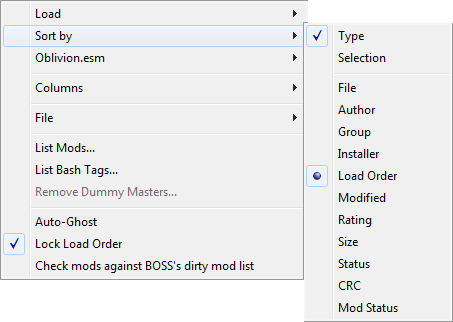 Load
Sort by
Oblivion.esm
Columns
File
List Mods...
List Bash Tags...
Remove Dummy Masters...
Auto-Ghost
Lock Load Order
Check mods against BOSS's dirty mod list
Type
Selection
File
Author
Group
Installer
Load Order
Modified
Rating
Size
Status
CRC
Mod Status